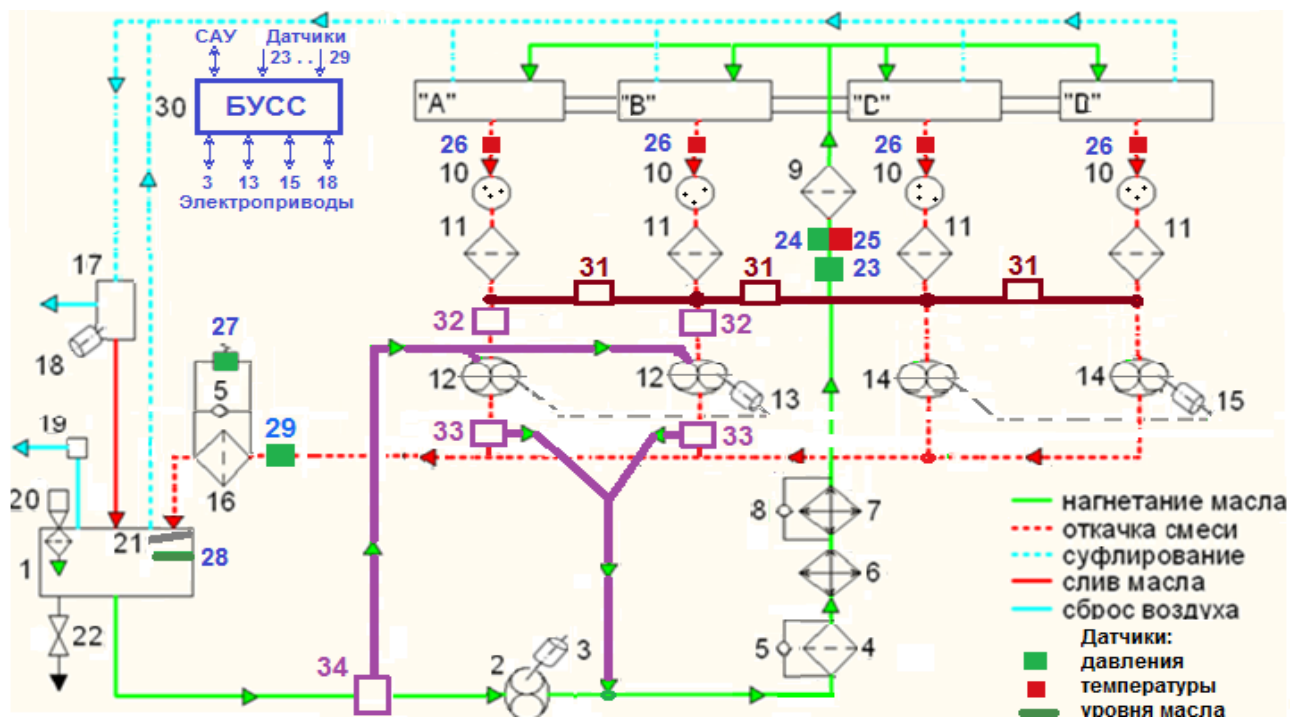 САУ Датчики
23 . . 29
30 БУСС
3 13 15 18
Электроприводы
"A" "B" "C" "D"
26 26 26 26
10 10 9 10 10
11 11 24 25 11 11
23
17
31 31 31
32 32
27
18
12 12 13 14 14 15
5
19 29 33 33
16
20
21 28
1
8 7
6
22
34 2 3 5 4
нагнетание масла
откачка смеси
суфлирование
слив масла
сброс воздуха
Датчики:
давления
температуры
уровня масла